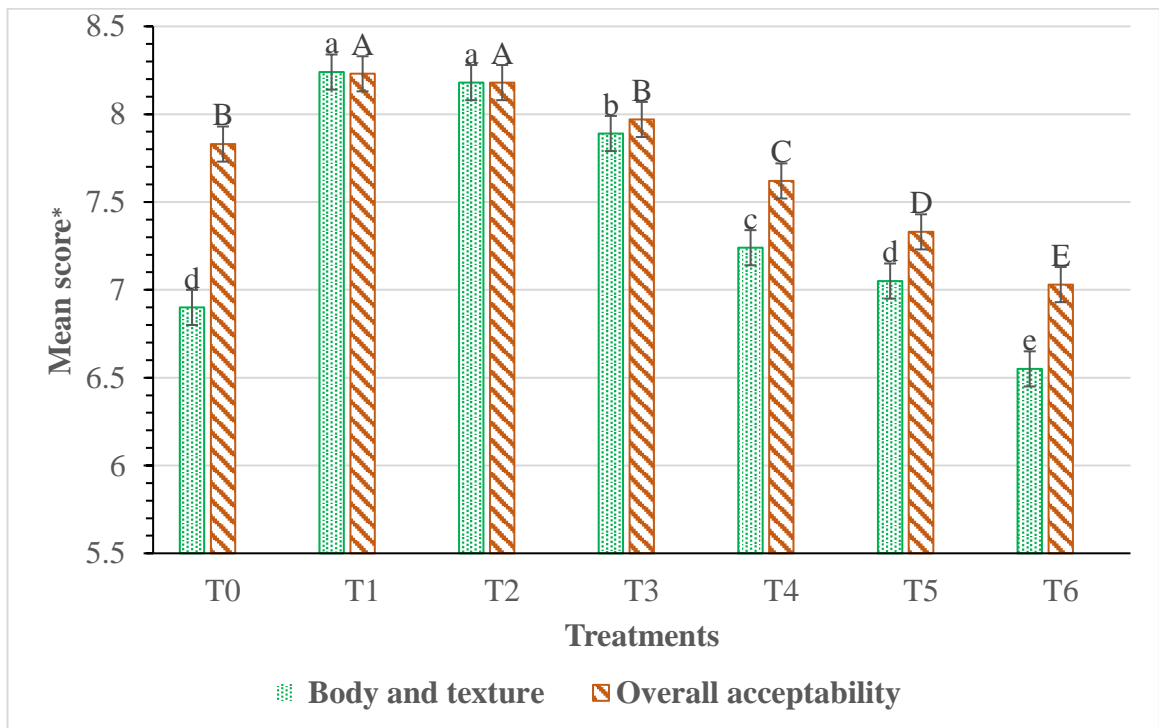 8.5
8
7.5
7
6.5
6
5.5
Mean score*
d B
a A
a A
b B
c C
d D
e E
T0 T1 T2 T3 T4 T5 T6
Treatments
Body and texture Overall acceptability